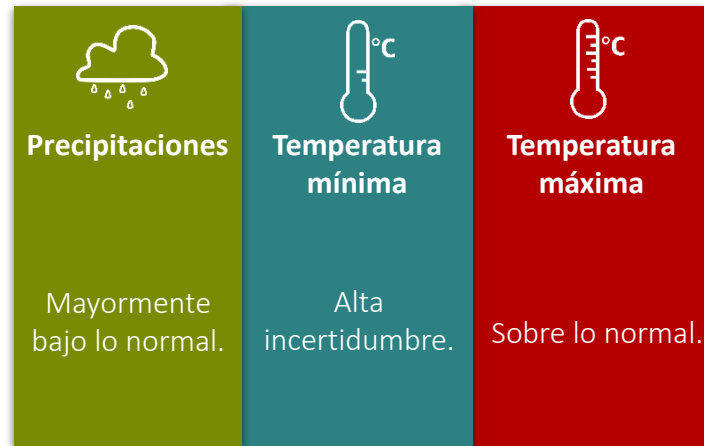 °C
°C
Precipitaciones
Temperatura
mínima
Temperatura
máxima
Mayormente
bajo lo normal.
Alta
incertidumbre.
Sobre lo normal.